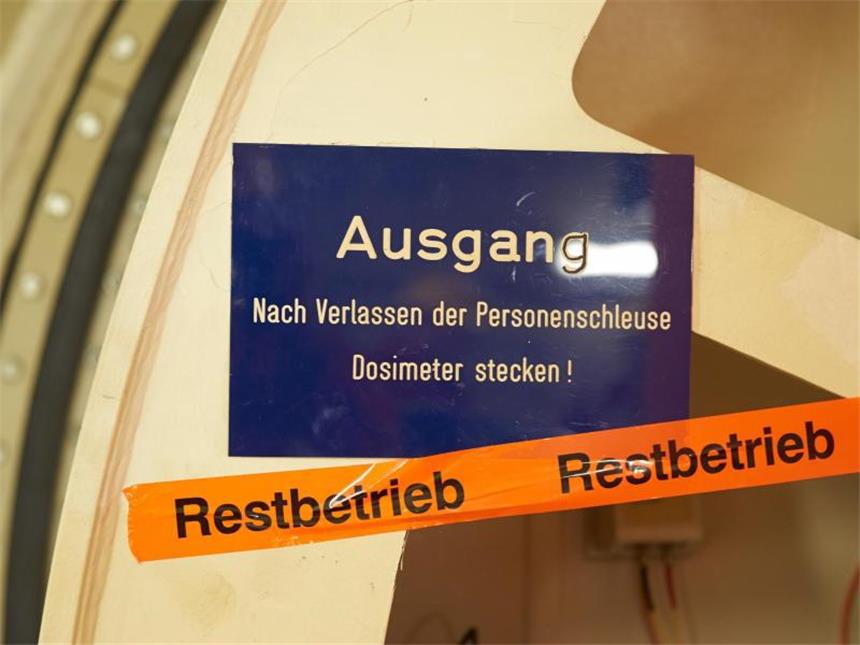 Ausgang
Nach Verlassen der Personenschleuse
Dosimeter stecken !
Restbetrieb Restbetrieb